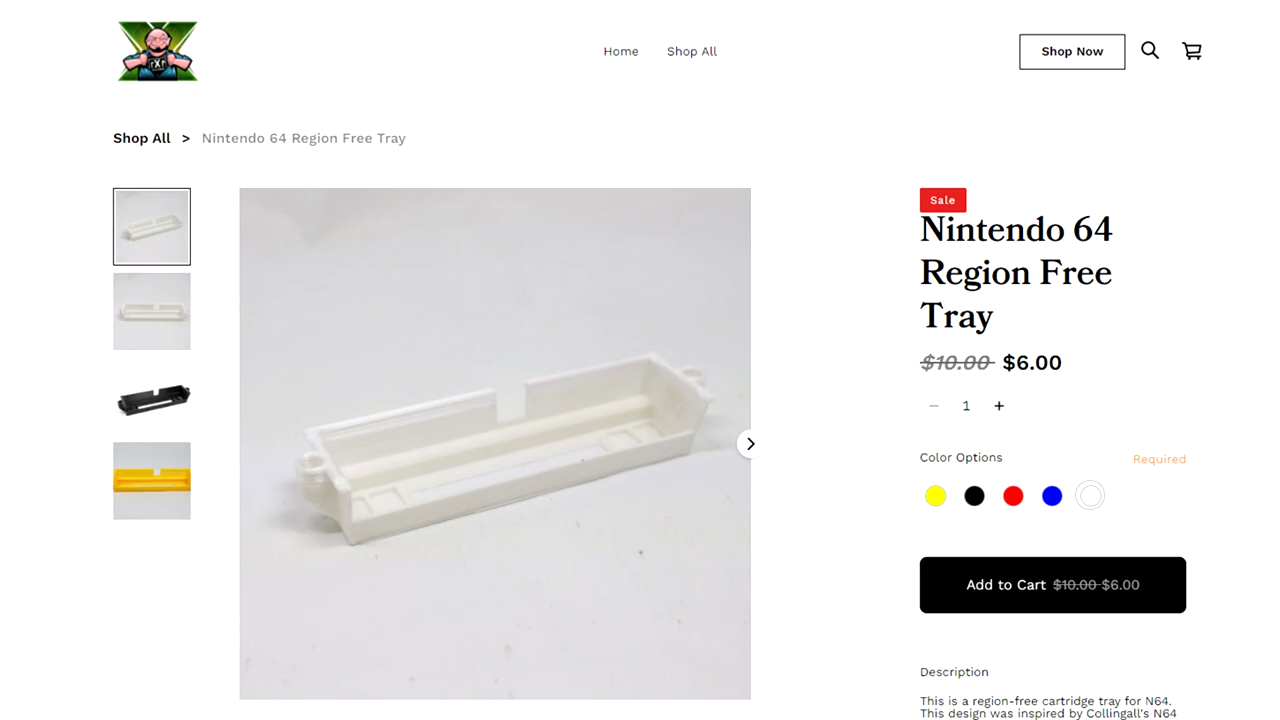 rXr
Home
Shop All
Shop Now
Shop All > Nintendo 64 Region Free Tray
Sale
Nintendo 64
Region Free
Tray
$10.00 $6.00
1
Color Options
Required
Add to Cart $10.00 $6.00
Description
This is a region-free cartridge tray for N64.
This design was inspired by Collingall's N64